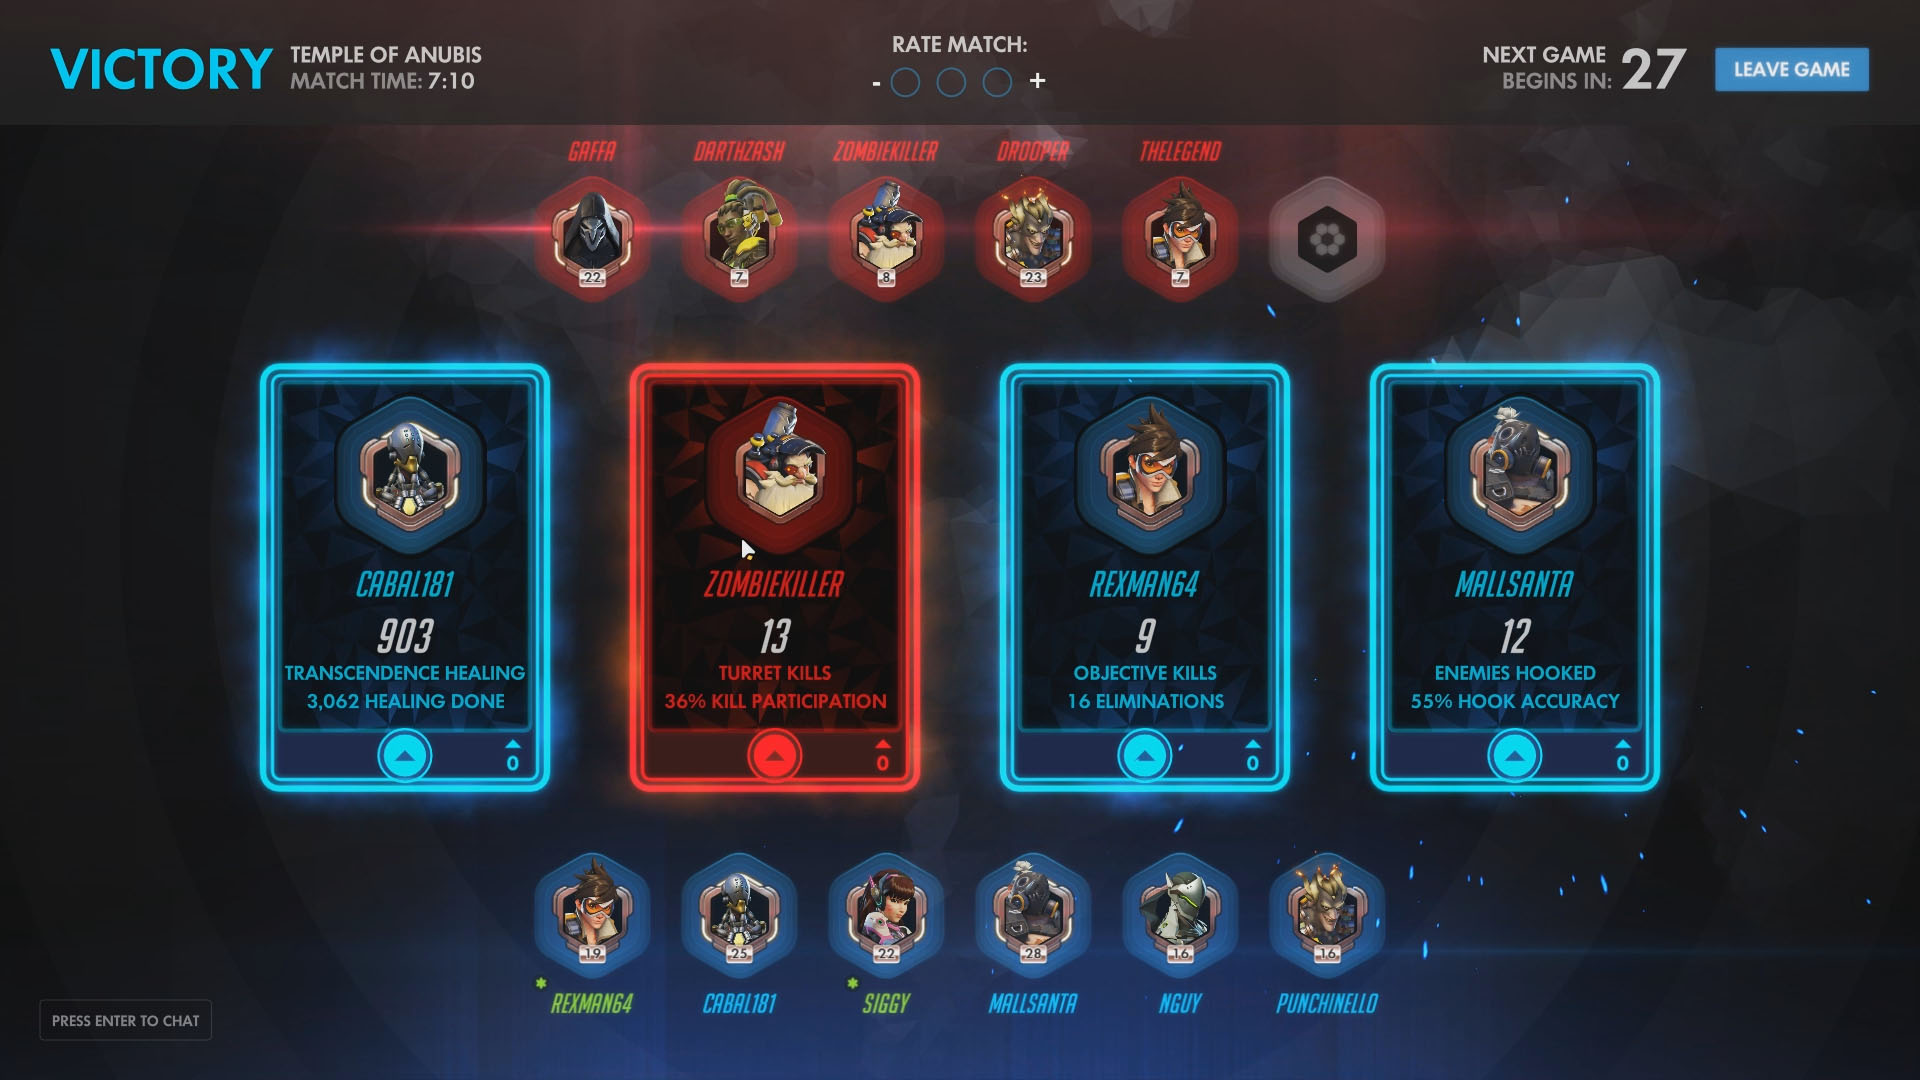 VICTORY
TEMPLE OF ANUBIS
MATCH TIME: 7:10
RATE MATCH:
- +
NEXT GAME
BEGINS IN: 27
LEAVE GAME
GAFFA DARTHZASH ZOMBIEKILLER DROOPER THELEGEND
22 7 8 23 7
CABAL181
903
TRANSCENDENCE HEALING
3,062 HEALING DONE
0
ZOMBIEKILLER
13
TURRET KILLS
36% KILL PARTICIPATION
0
REXMAN64
9
OBJECTIVE KILLS
16 ELIMINATIONS
0
MALLSANTA
12
ENEMIES HOOKED
55% HOOK ACCURACY
0
19 25 22 28 16 16
* REXMAN64 CABAL181 * SIGGY MALLSANTA NGUY PUNCHINELLO
PRESS ENTER TO CHAT